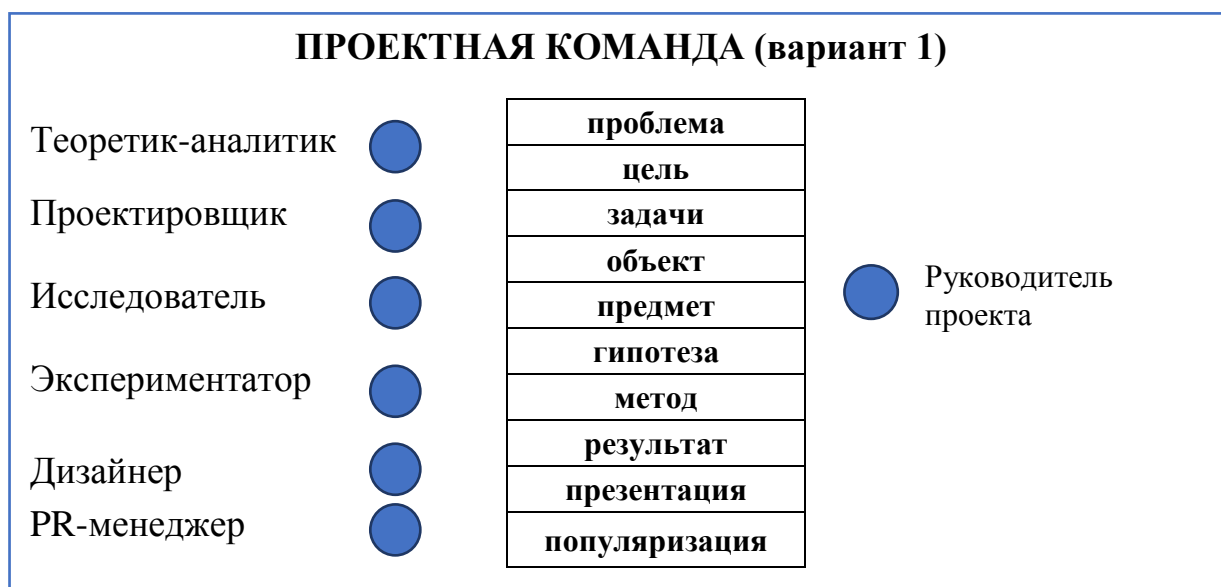 ПРОЕКТНАЯ КОМАНДА (вариант 1)
Теоретик-аналитик
Проектировщик
Исследователь
Экспериментатор
Дизайнер
PR-менеджер
проблема
цель
задачи
объект
предмет
гипотеза
метод
результат
презентация
популяризация
Руководитель
проекта